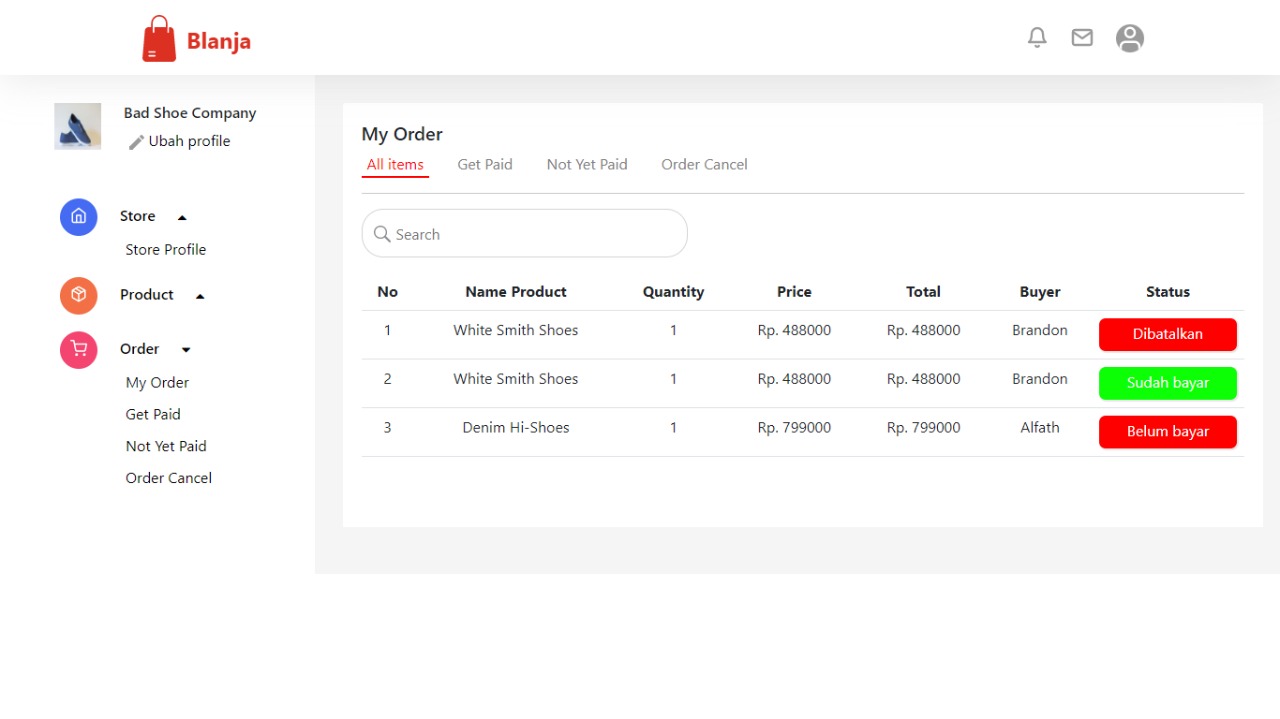 Blanja
Bad Shoe Company
Ubah profile
Store
Store Profile
Product
Order
My Order
Get Paid
Not Yet Paid
Order Cancel
My Order
All items Get Paid Not Yet Paid Order Cancel
Search
No Name Product Quantity Price Total Buyer Status
1 White Smith Shoes 1 Rp. 488000 Rp. 488000 Brandon Dibatalkan
2 White Smith Shoes 1 Rp. 488000 Rp. 488000 Brandon Sudah bayar
3 Denim Hi-Shoes 1 Rp. 799000 Rp. 799000 Alfath Belum bayar